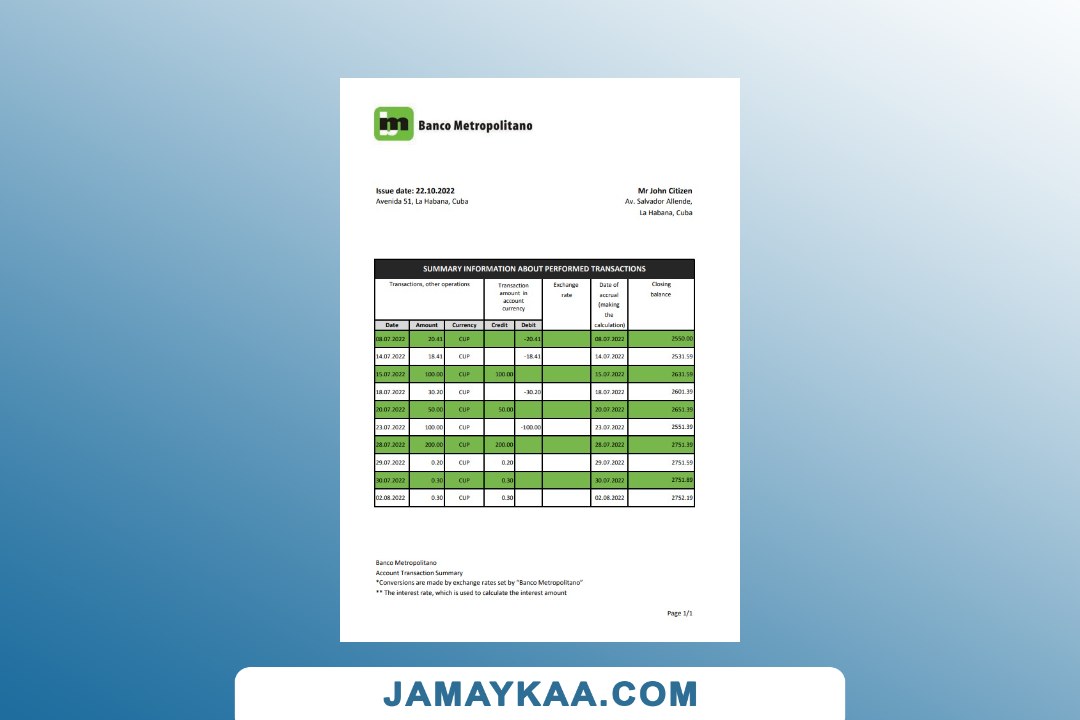 bm Banco Metropolitano
Issue date: 22.10.2022 Mr John Citizen
Avenida 51, La Habana, Cuba Av. Salvador Allende,
La Habana, Cuba
SUMMARY INFORMATION ABOUT PERFORMED TRANSACTIONS
Transactions, other operations Transaction amount in account currency Exchange rate Date of accrual (making the calculation) Closing balance
Date Amount Currency Credit Debit
08.07.2022 20.41 CUP -20.41 08.07.2022 2550.00
14.07.2022 18.41 CUP -18.41 14.07.2022 2531.59
15.07.2022 100.00 CUP 100.00 15.07.2022 2631.59
18.07.2022 30.20 CUP -30.20 18.07.2022 2601.39
20.07.2022 50.00 CUP 50.00 20.07.2022 2651.39
23.07.2022 100.00 CUP -100.00 23.07.2022 2551.39
28.07.2022 200.00 CUP 200.00 28.07.2022 2751.39
29.07.2022 0.20 CUP 0.20 29.07.2022 2751.59
30.07.2022 0.30 CUP 0.30 30.07.2022 2751.89
02.08.2022 0.30 CUP 0.30 02.08.2022 2752.19
Banco Metropolitano
Account Transaction Summary
*Conversions are made by exchange rates set by "Banco Metropolitano"
** The interest rate, which is used to calculate the interest amount
Page 1/1
JAMAYKAA.COM